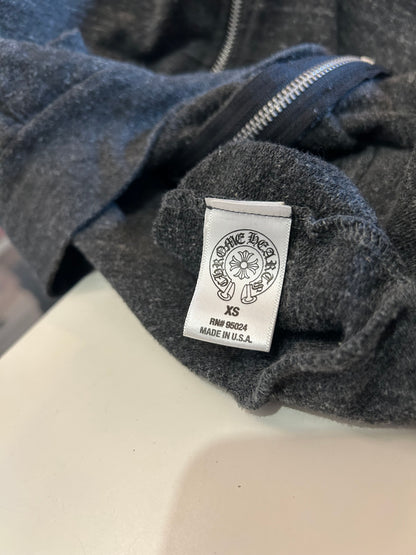 CHROME HEARTS
XS
RN# 95024
MADE IN U.S.A.